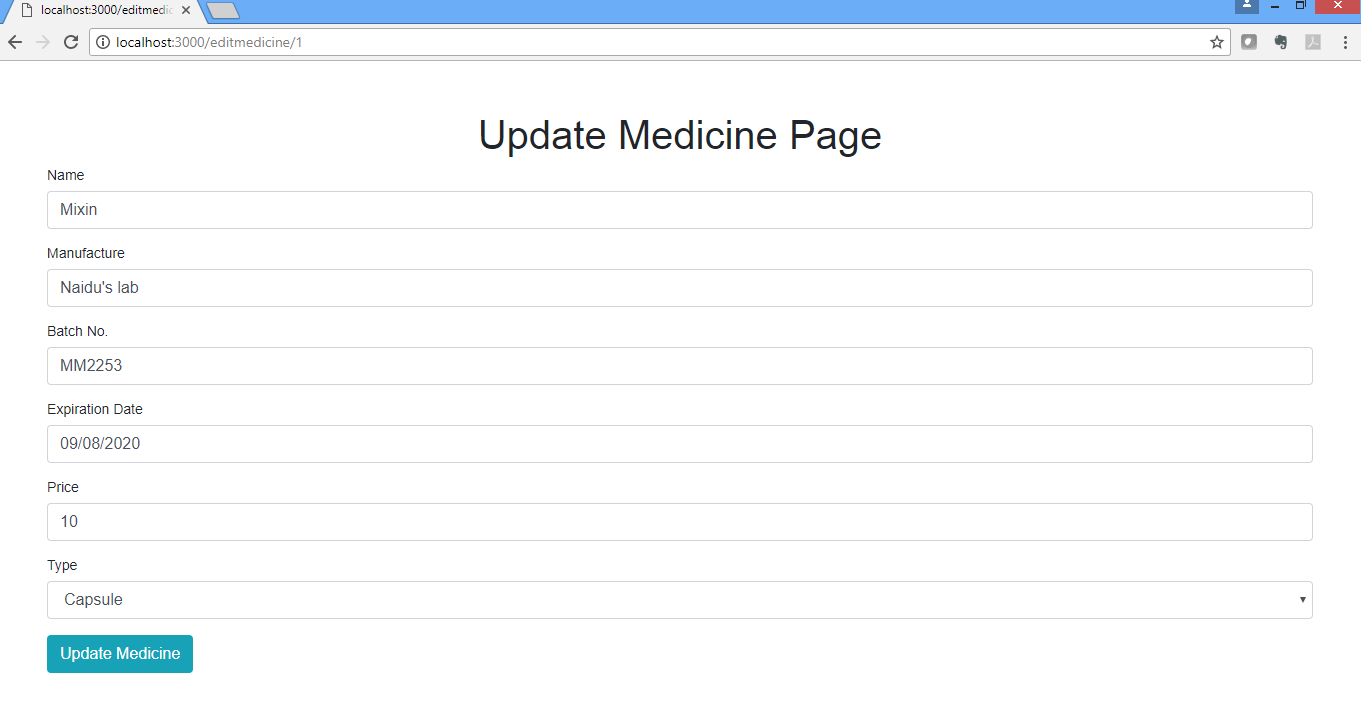 localhost:3000/editmedic
localhost:3000/editmedicine/1
Update Medicine Page
Name
Mixin
Manufacture
Naidu's lab
Batch No.
MM2253
Expiration Date
09/08/2020
Price
10
Type
Capsule
Update Medicine